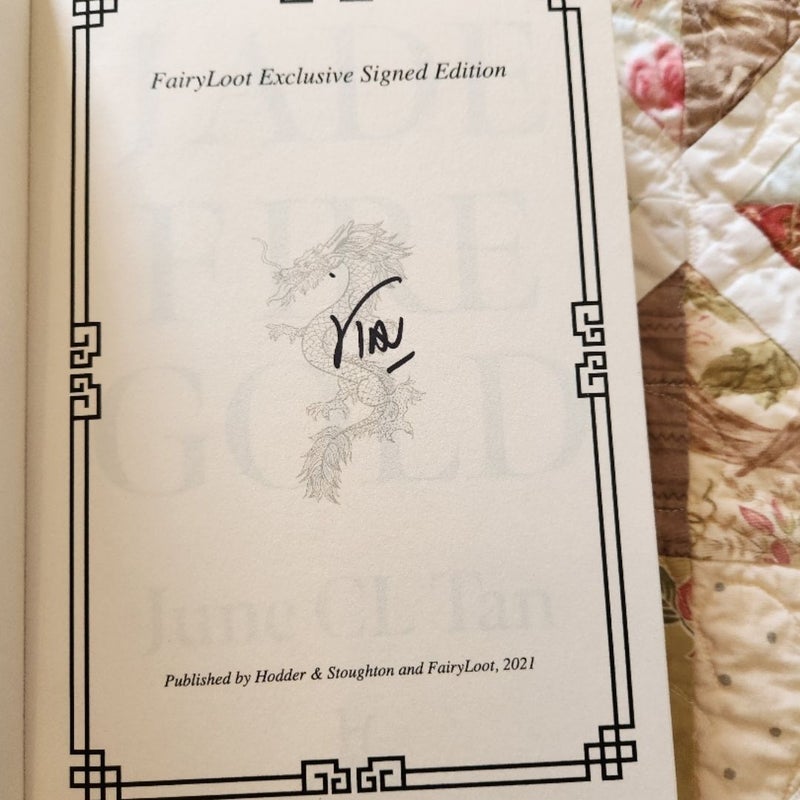 FairyLoot Exclusive Signed Edition
JADE
FIRE
GOLD
June CL Tan
Published by Hodder & Stoughton and FairyLoot, 2021